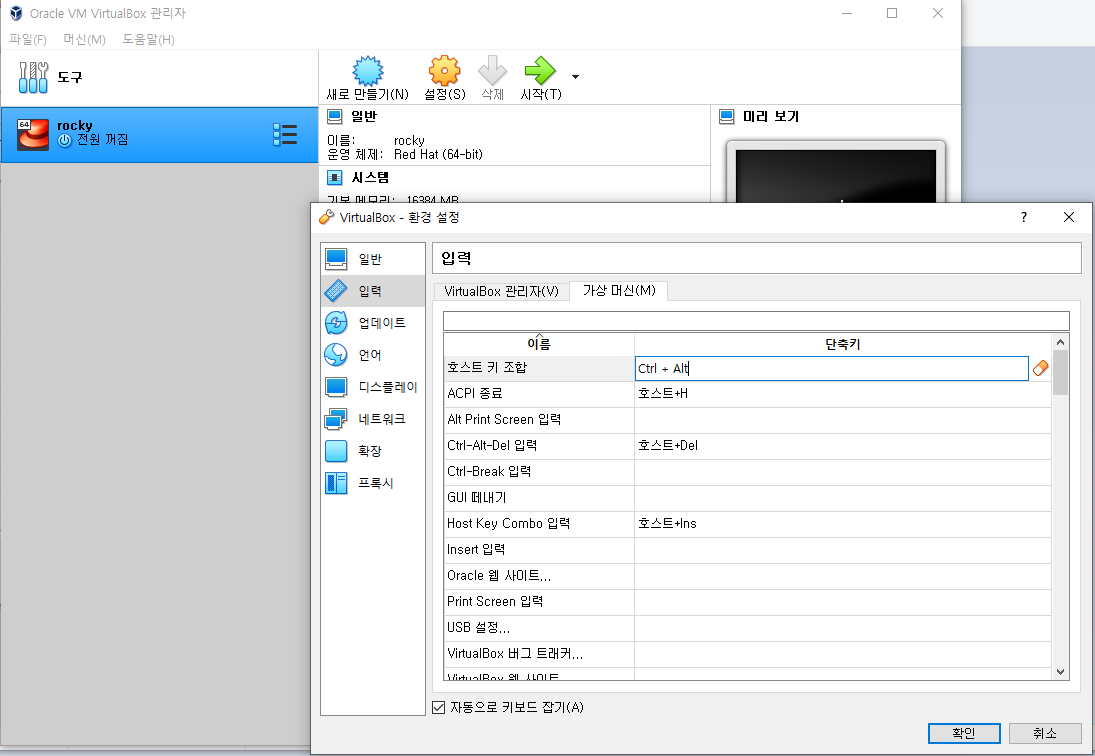 Oracle VM VirtualBox 관리자
파일(F) 머신(M) 도움말(H)
도구
새로 만들기(N) 설정(S) 삭제 시작(T)
64 rocky
전원 꺼짐
일반
이름: rocky
운영 체제: Red Hat (64-bit)
시스템
기본 메모리: 16384 MB
미리 보기
VirtualBox - 환경 설정
?
일반
입력
업데이트
언어
디스플레이
네트워크
확장
프록시
입력
VirtualBox 관리자(V) 가상 머신(M)
이름 단축키
호스트 키 조합 Ctrl + Alt
ACPI 종료 호스트+H
Alt Print Screen 입력
Ctrl-Alt-Del 입력 호스트+Del
Ctrl-Break 입력
GUI 떼내기
Host Key Combo 입력 호스트+Ins
Insert 입력
Oracle 웹 사이트...
Print Screen 입력
USB 설정...
VirtualBox 버그 트래커...
VirtualBox 웹 사이트
자동으로 키보드 잡기(A)
확인 취소